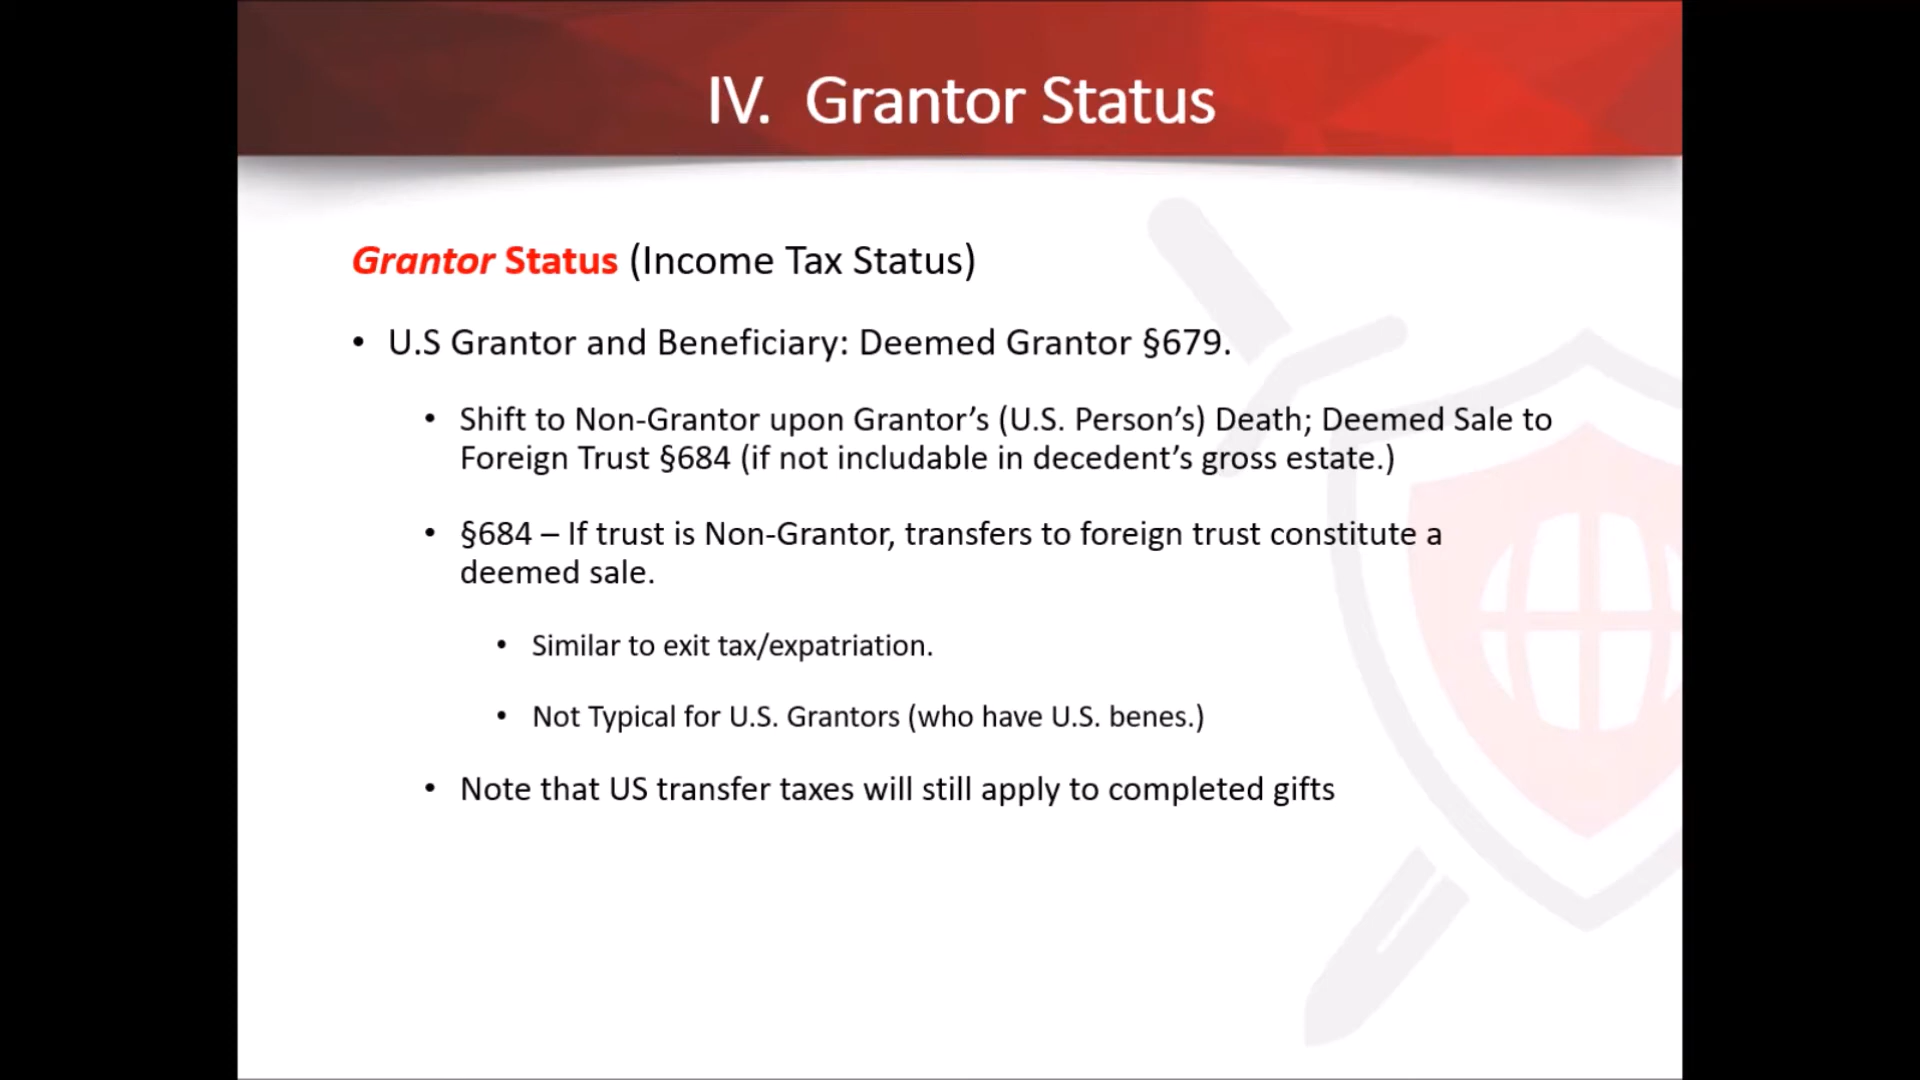 IV. Grantor Status
Grantor Status (Income Tax Status)
• U.S Grantor and Beneficiary: Deemed Grantor §679.
• Shift to Non-Grantor upon Grantor’s (U.S. Person’s) Death; Deemed Sale to
Foreign Trust §684 (if not includable in decedent’s gross estate.)
• §684 – If trust is Non-Grantor, transfers to foreign trust constitute a
deemed sale.
• Similar to exit tax/expatriation.
• Not Typical for U.S. Grantors (who have U.S. benes.)
• Note that US transfer taxes will still apply to completed gifts